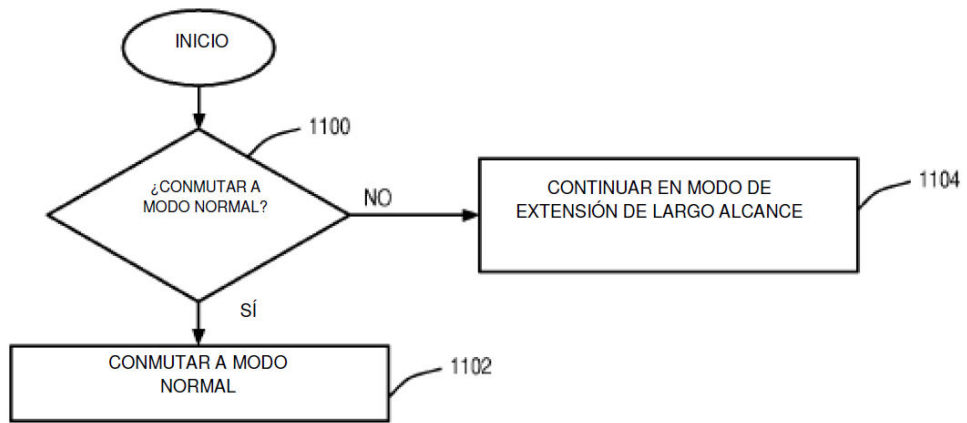 INICIO
1100
¿CONMUTAR A
MODO NORMAL?
NO
CONTINUAR EN MODO DE
EXTENSIÓN DE LARGO ALCANCE
1104
SÍ
CONMUTAR A MODO
NORMAL
1102